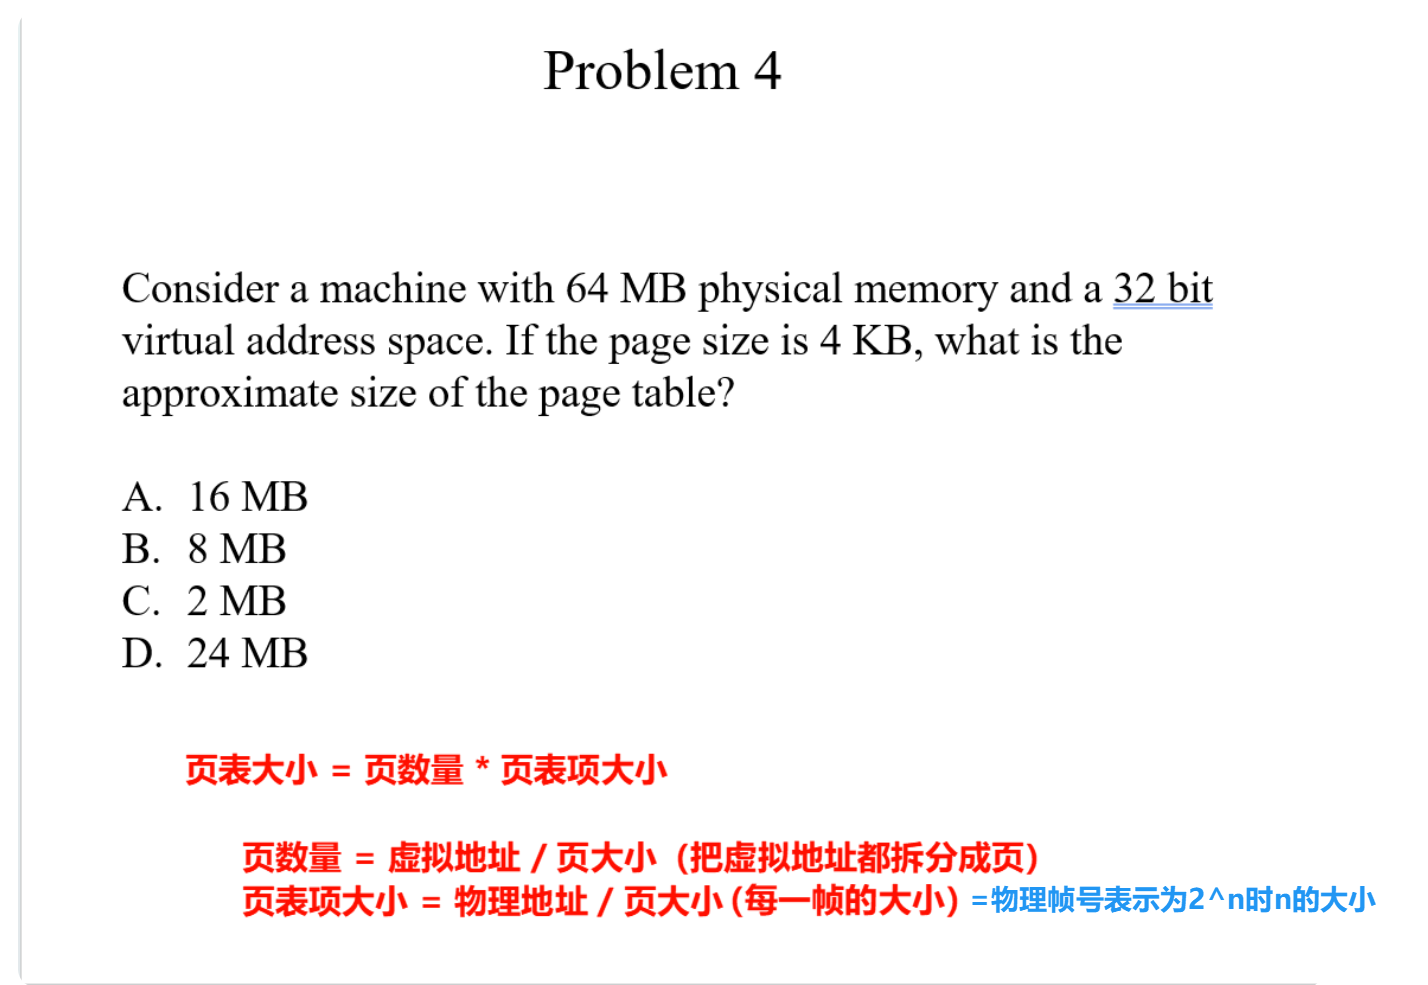 Problem 4
Consider a machine with 64 MB physical memory and a 32 bit
virtual address space. If the page size is 4 KB, what is the
approximate size of the page table?
A. 16 MB
B. 8 MB
C. 2 MB
D. 24 MB
页表大小 = 页数量 * 页表项大小
页数量 = 虚拟地址 / 页大小 (把虚拟地址都拆分成页)
页表项大小 = 物理地址 / 页大小 (每一帧的大小) =物理帧号表示为2^n时n的大小